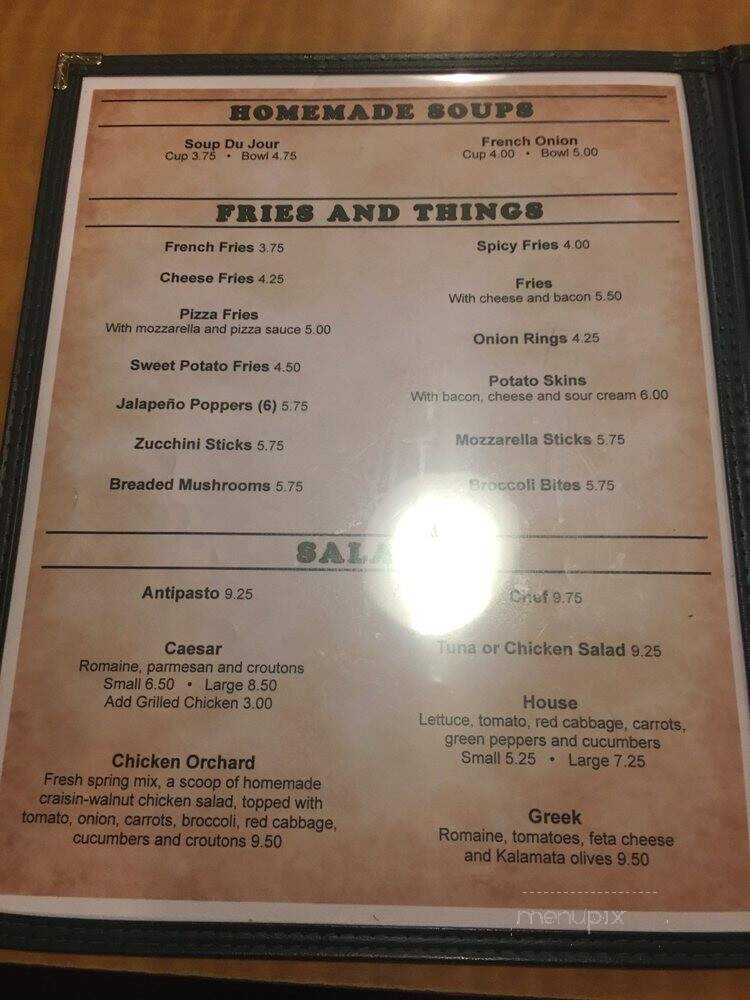 HOMEMADE SOUPS
Soup Du Jour
Cup 3.75 • Bowl 4.75
French Onion
Cup 4.00 • Bowl 5.00
FRIES AND THINGS
French Fries 3.75
Cheese Fries 4.25
Pizza Fries
With mozzarella and pizza sauce 5.00
Sweet Potato Fries 4.50
Jalapeño Poppers (6) 5.75
Zucchini Sticks 5.75
Breaded Mushrooms 5.75
Spicy Fries 4.00
Fries
With cheese and bacon 5.50
Onion Rings 4.25
Potato Skins
With bacon, cheese and sour cream 6.00
Mozzarella Sticks 5.75
Broccoli Bites 5.75
Antipasto 9.25
Caesar
Romaine, parmesan and croutons
Small 6.50 • Large 8.50
Add Grilled Chicken 3.00
Chicken Orchard
Fresh spring mix, a scoop of homemade
craisin-walnut chicken salad, topped with
tomato, onion, carrots, broccoli, red cabbage,
cucumbers and croutons 9.50
Chef 9.75
Tuna or Chicken Salad 9.25
House
Lettuce, tomato, red cabbage, carrots,
green peppers and cucumbers
Small 5.25 • Large 7.25
Greek
Romaine, tomatoes, feta cheese
and Kalamata olives 9.50
menupix